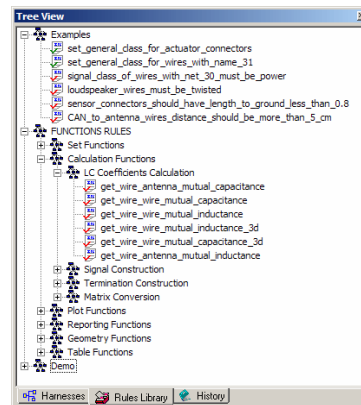 Tree View
Examples
set_general_class_for_actuator_connectors
set_general_class_for_wires_with_name_31
signal_class_of_wires_with_net_30_must_be_power
loudspeaker_wires_must_be_twisted
sensor_connectors_should_have_length_to_ground_less_than_0.8
CAN_to_antenna_wires_distance_should_be_more_than_5_cm
FUNCTIONS RULES
Set Functions
Calculation Functions
LC Coefficients Calculation
get_wire_antenna_mutual_capacitance
get_wire_wire_mutual_capacitance
get_wire_wire_mutual_inductance
get_wire_wire_mutual_inductance_3d
get_wire_wire_mutual_capacitance_3d
get_wire_antenna_mutual_inductance
Signal Construction
Termination Construction
Matrix Conversion
Plot Functions
Reporting Functions
Geometry Functions
Table Functions
Demo
Harnesses Rules Library History